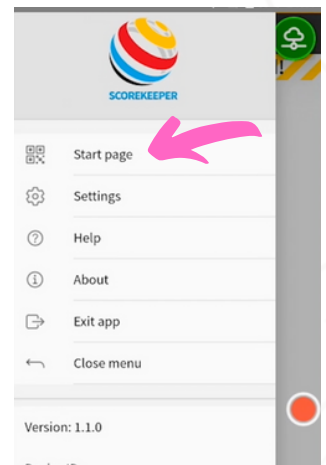 SCOREKEEPER
!
Start page
Settings
Help
About
Exit app
Close menu
Version: 1.1.0